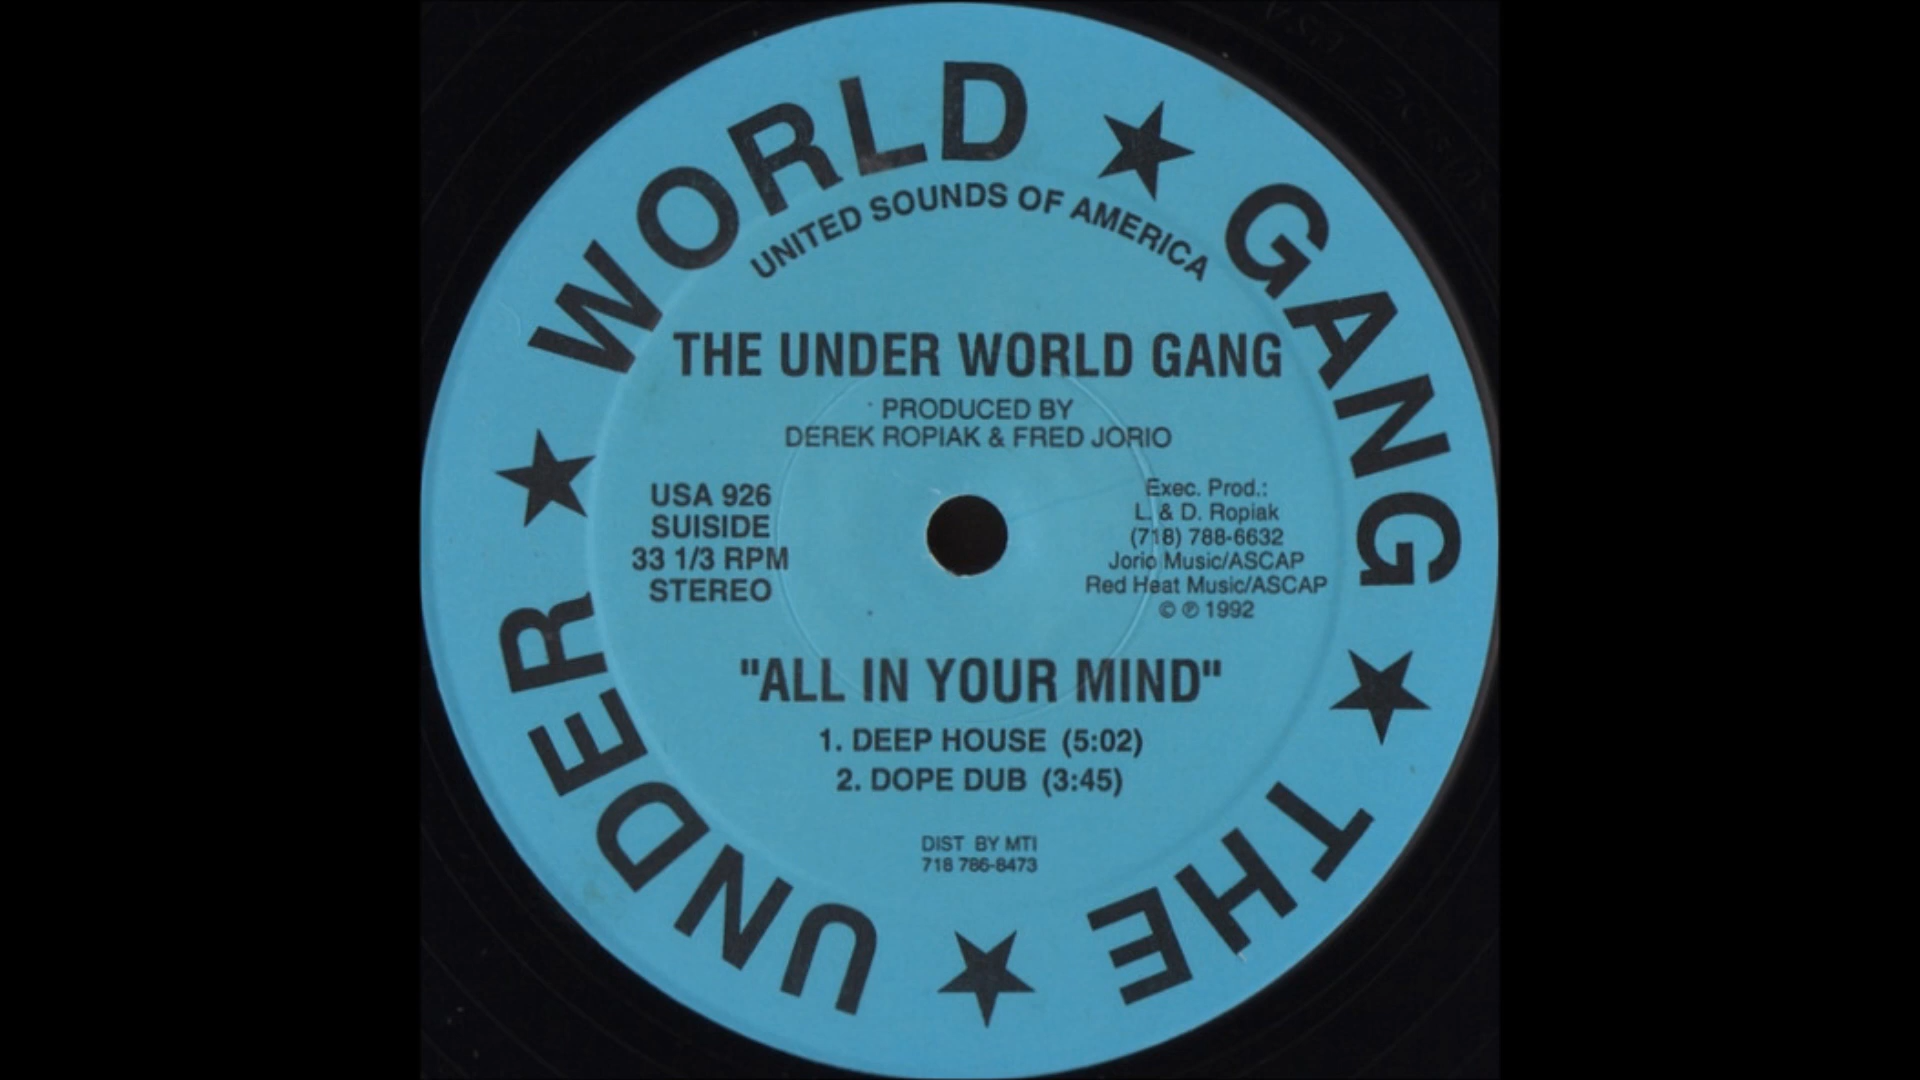 THE ★ UNDER ★ WORLD ★ GANG ★
UNITED SOUNDS OF AMERICA
THE UNDER WORLD GANG
PRODUCED BY
DEREK ROPIAK & FRED JORIO
USA 926
SUISIDE
33 1/3 RPM
STEREO
Exec. Prod.:
L. & D. Ropiak
(718) 788-6632
Jorio Music/ASCAP
Red Heat Music/ASCAP
© ℗ 1992
"ALL IN YOUR MIND"
1. DEEP HOUSE (5:02)
2. DOPE DUB (3:45)
DIST BY MTI
718 786-8473